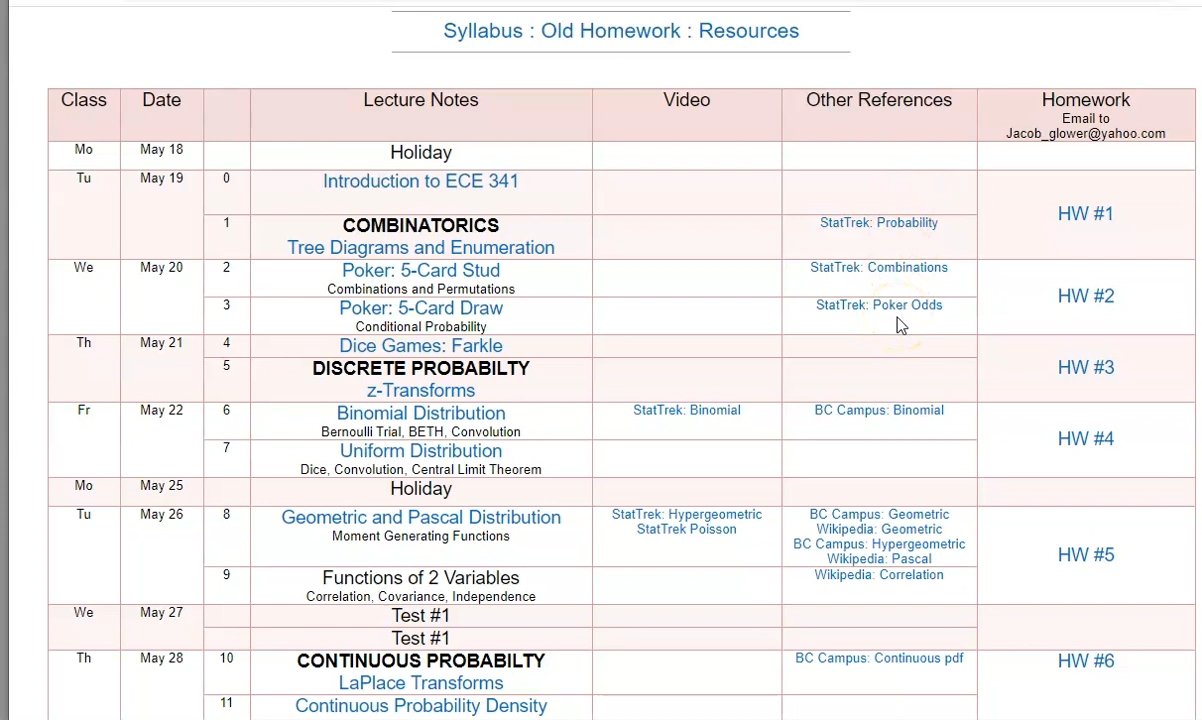 Syllabus : Old Homework : Resources
Class Date Lecture Notes Video Other References Homework
Email to
Jacob_glower@yahoo.com
Mo May 18 Holiday
Tu May 19 0 Introduction to ECE 341
HW #1
1 COMBINATORICS StatTrek: Probability
Tree Diagrams and Enumeration
We May 20 2 Poker: 5-Card Stud StatTrek: Combinations
Combinations and Permutations
HW #2
3 Poker: 5-Card Draw StatTrek: Poker Odds
Conditional Probability
Th May 21 4 Dice Games: Farkle
5 DISCRETE PROBABILTY HW #3
z-Transforms
Fr May 22 6 Binomial Distribution StatTrek: Binomial BC Campus: Binomial
Bernoulli Trial, BETH, Convolution
HW #4
7 Uniform Distribution
Dice, Convolution, Central Limit Theorem
Mo May 25 Holiday
Tu May 26 8 Geometric and Pascal Distribution StatTrek: Hypergeometric BC Campus: Geometric
Moment Generating Functions StatTrek Poisson Wikipedia: Geometric
BC Campus: Hypergeometric
Wikipedia: Pascal
HW #5
9 Functions of 2 Variables Wikipedia: Correlation
Correlation, Covariance, Independence
We May 27 Test #1
Test #1
Th May 28 10 CONTINUOUS PROBABILTY BC Campus: Continuous pdf HW #6
LaPlace Transforms
11 Continuous Probability Density